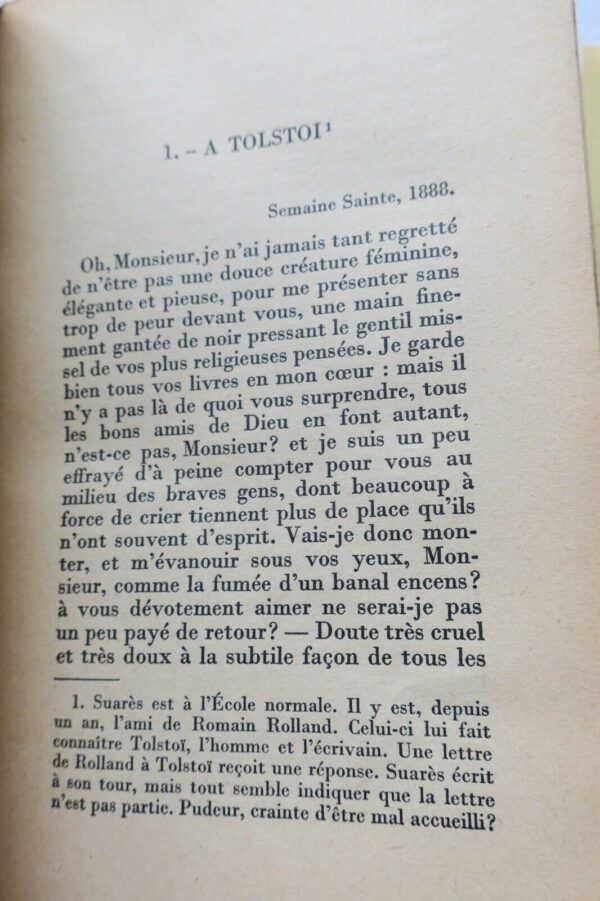 1. – A TOLSTOI¹
Semaine Sainte, 1888.
Oh, Monsieur, je n'ai jamais tant regretté
de n'être pas une douce créature féminine,
élégante et pieuse, pour me présenter sans
trop de peur devant vous, une main fine-
ment gantée de noir pressant le gentil mis-
sel de vos plus religieuses pensées. Je garde
bien tous vos livres en mon cœur : mais il
n'y a pas là de quoi vous surprendre, tous
les bons amis de Dieu en font autant,
n'est-ce pas, Monsieur? et je suis un peu
effrayé d'à peine compter pour vous au
milieu des braves gens, dont beaucoup à
force de crier tiennent plus de place qu'ils
n'ont souvent d'esprit. Vais-je donc mon-
ter, et m'évanouir sous vos yeux, Mon-
sieur, comme la fumée d'un banal encens?
à vous dévotement aimer ne serai-je pas
un peu payé de retour? — Doute très cruel
et très doux à la subtile façon de tous les
1. Suarès est à l'École normale. Il y est, depuis
un an, l'ami de Romain Rolland. Celui-ci lui fait
connaître Tolstoï, l'homme et l'écrivain. Une lettre
de Rolland à Tolstoï reçoit une réponse. Suarès écrit
à son tour, mais tout semble indiquer que la lettre
n'est pas partie. Pudeur, crainte d'être mal accueilli?